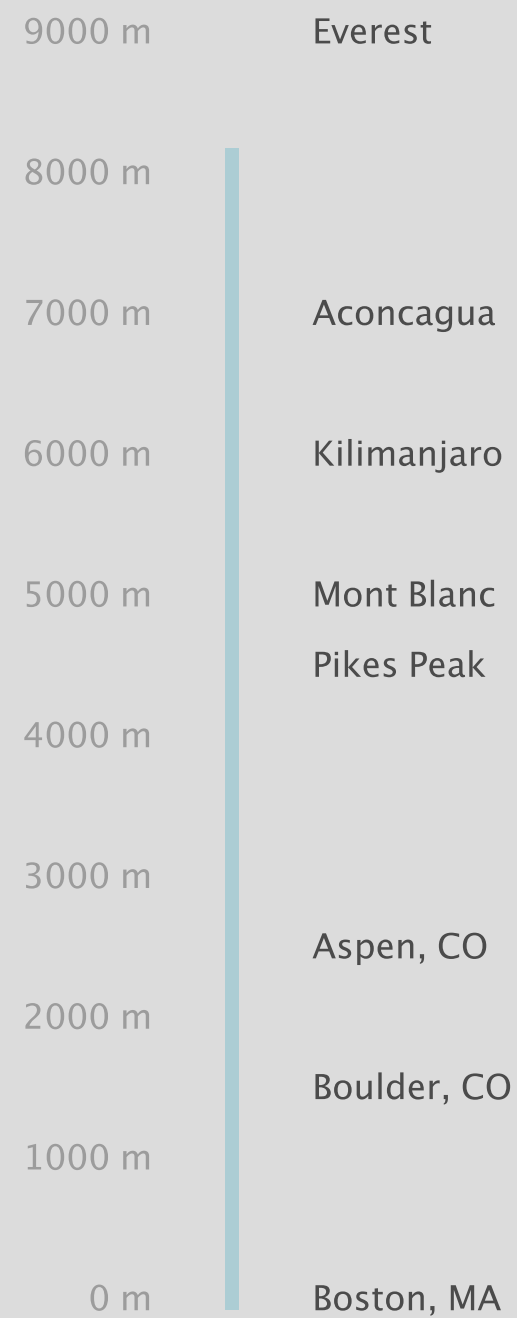 9000 m Everest
8000 m
7000 m Aconcagua
6000 m Kilimanjaro
5000 m Mont Blanc
Pikes Peak
4000 m
3000 m
Aspen, CO
2000 m
Boulder, CO
1000 m
0 m Boston, MA